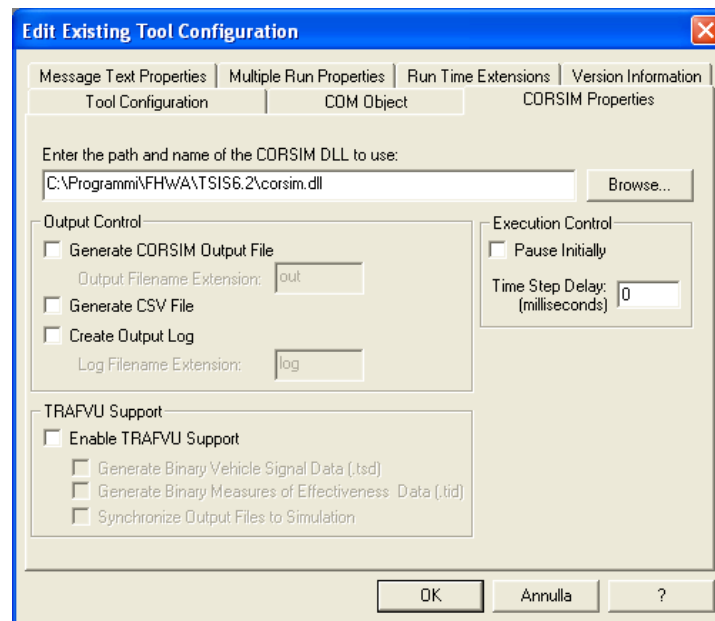 Edit Existing Tool Configuration
Message Text Properties Multiple Run Properties Run Time Extensions Version Information
Tool Configuration COM Object CORSIM Properties
Enter the path and name of the CORSIM DLL to use:
C:\Programmi\FHWA\TSIS6.2\corsim.dll Browse...
Output Control
Generate CORSIM Output File
Output Filename Extension: out
Generate CSV File
Create Output Log
Log Filename Extension: log
Execution Control
Pause Initially
Time Step Delay: 0
(milliseconds)
TRAFVU Support
Enable TRAFVU Support
Generate Binary Vehicle Signal Data (.tsd)
Generate Binary Measures of Effectiveness Data (.tid)
Synchronize Output Files to Simulation
OK Annulla ?